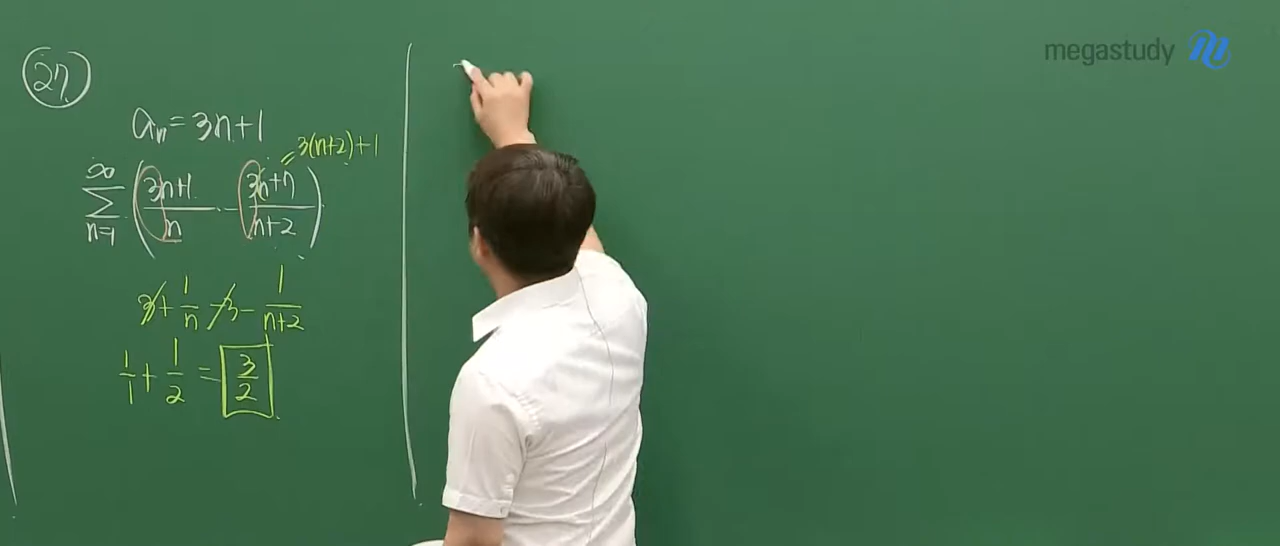 27
aₙ = 3n+1
= 3(n+2)+1
∞
∑ ( (3n+1)/n - (3n+7)/(n+2) )
n=1
3 + 1/n - 3 - 1/(n+2)
1/1 + 1/2 = 3/2
megastudy